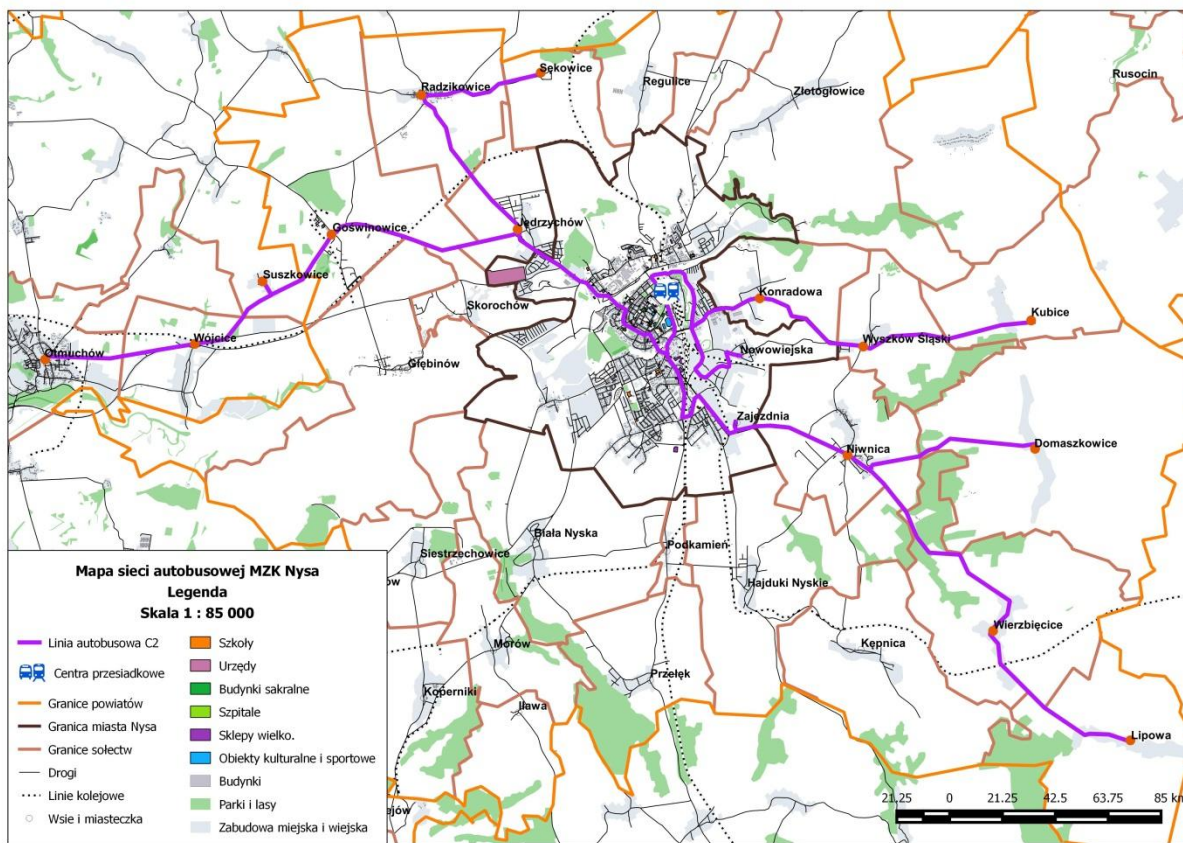 Sękowice
Radzikowice
Regulice
Złotogłowice
Rusocin
Jędrzychów
Goświnowice
Suszkowice
Skorochów
Konradowa
Kubice
Otmuchów
Wójcice
Głębinów
Nowowiejska
Wyszków Śląski
Zajezdnia
Niwnica
Domaszkowice
Biała Nyska
Siestrzechowice
Podkamień
Hajduki Nyskie
Wierzbięcice
Morów
Kępnica
Przełęk
Koperniki
Iława
Lipowa
ów
ejów
Mapa sieci autobusowej MZK Nysa
Legenda
Skala 1 : 85 000
Linia autobusowa C2
Centra przesiadkowe
Granice powiatów
Granica miasta Nysa
Granice sołectw
Drogi
Linie kolejowe
Wsie i miasteczka
Szkoły
Urzędy
Budynki sakralne
Szpitale
Sklepy wielko.
Obiekty kulturalne i sportowe
Budynki
Parki i lasy
Zabudowa miejska i wiejska
21.25 0 21.25 42.5 63.75 85 km